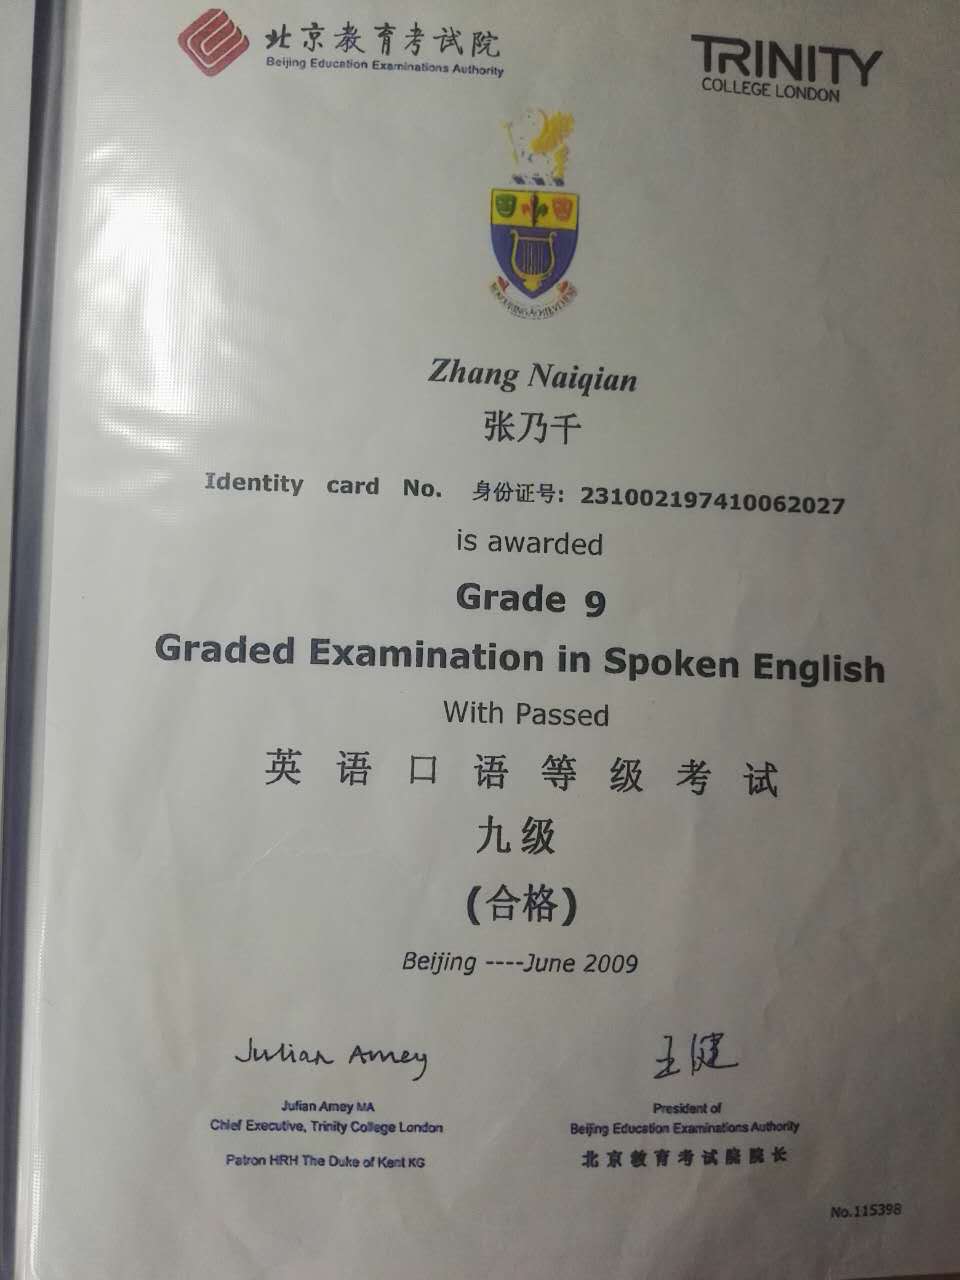 北京教育考试院
Beijing Education Examinations Authority
TRINITY
COLLEGE LONDON
Zhang Naiqian
张乃千
Identity card No. 身份证号: 231002197410062027
is awarded
Grade 9
Graded Examination in Spoken English
With Passed
英语口语等级考试
九级
(合格)
Beijing ----June 2009
Julian Amey
王健
Julian Amey MA
Chief Executive, Trinity College London
Patron HRH The Duke of Kent KG
President of
Beijing Education Examinations Authority
北京教育考试院院长
No.115398